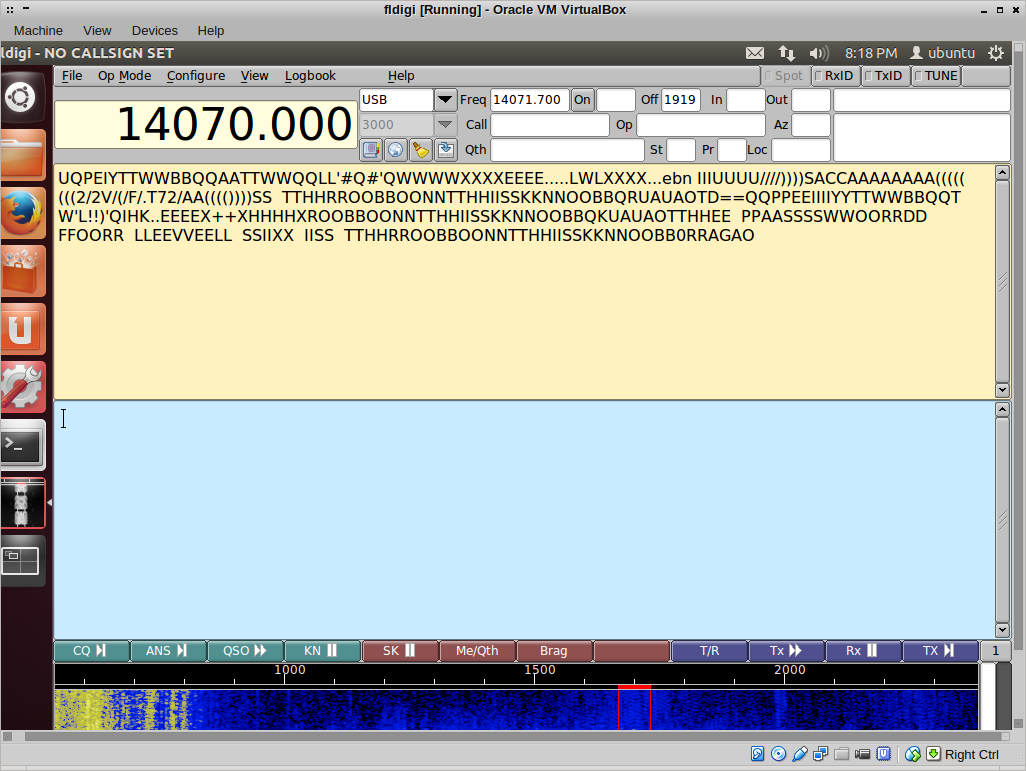 fldigi [Running] - Oracle VM VirtualBox
Machine View Devices Help
ldigi - NO CALLSIGN SET 8:18 PM ubuntu
File Op Mode Configure View Logbook Help Spot RxID TxID TUNE
14070.000
USB Freq 14071.700 On Off 1919 In Out
3000 Call Op Az
Qth St Pr Loc
UQPEIYTTWWBBQQAATTWWQQLL'#Q#'QWWWWXXXXEEEE.....LWLXXXX...ebn IIIUUUU////))))SACCAAAAAAAA((((((
(((2/2V/(/F/.T72/AA(((())))SS TTHHRROOBBOONNTTHHIISSKKNNOOBBQRUAUAOTD==QQPPEEIIIIYYTTWWBBQQT
W'L!!)'QIHK..EEEEX++XHHHHXROOBBOONNTTHHIISSKKNNOOBBQKUAUAOTTHHEE PPAASSSSWWOORRDD
FFOORR LLEEVVEELL SSIIXX IISS TTHHRROOBBOONNTTHHIISSKKNNOOBB0RRAGAO
CQ ANS QSO KN SK Me/Qth Brag T/R Tx Rx TX 1
1000 1500 2000
Right Ctrl